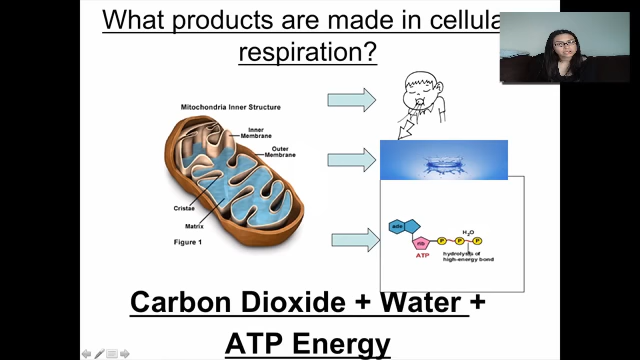 What products are made in cellula
respiration?
Mitochondria Inner Structure
Inner
Membrane
Outer
Membrane
Cristae
Matrix
Figure 1
ade
rib
P
P
P
H2O
ATP
hydrolysis of
high-energy bond
Carbon Dioxide + Water +
ATP Energy